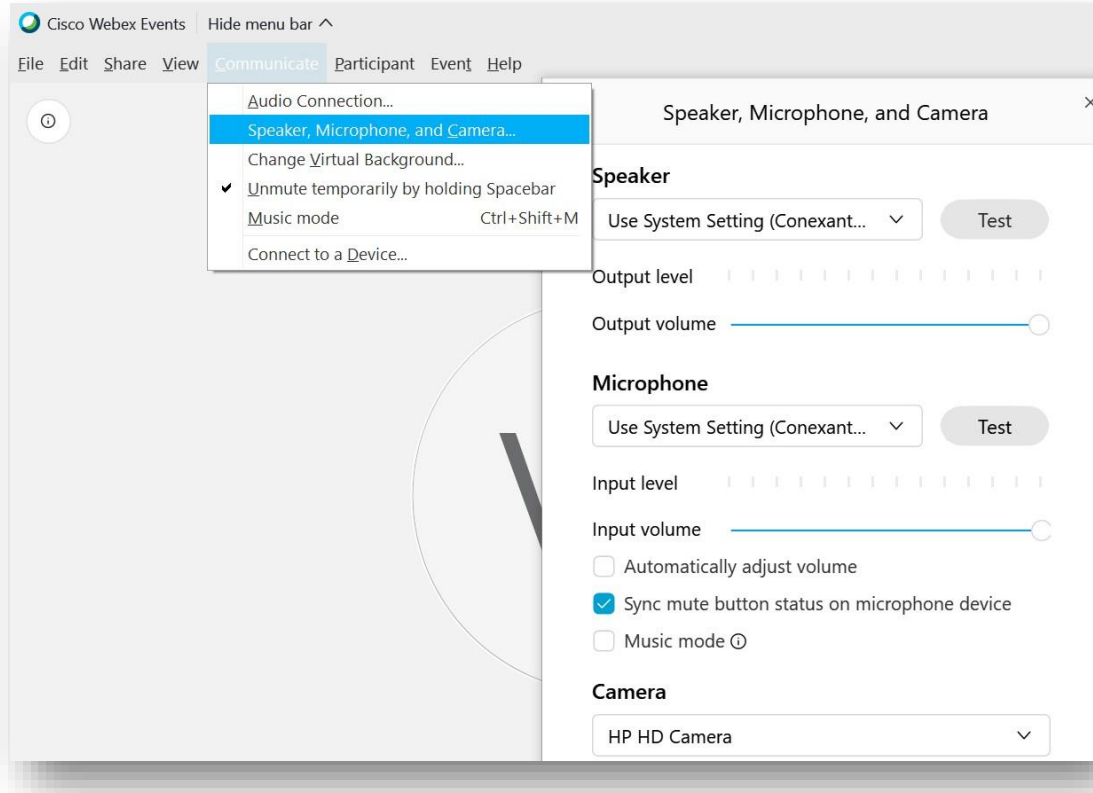 Cisco Webex Events Hide menu bar
File Edit Share View Communicate Participant Event Help
Audio Connection...
Speaker, Microphone, and Camera...
Change Virtual Background...
Unmute temporarily by holding Spacebar
Music mode Ctrl+Shift+M
Connect to a Device...
Speaker, Microphone, and Camera
Speaker
Use System Setting (Conexant... Test
Output level
Output volume
Microphone
Use System Setting (Conexant... Test
Input level
Input volume
Automatically adjust volume
Sync mute button status on microphone device
Music mode
Camera
HP HD Camera